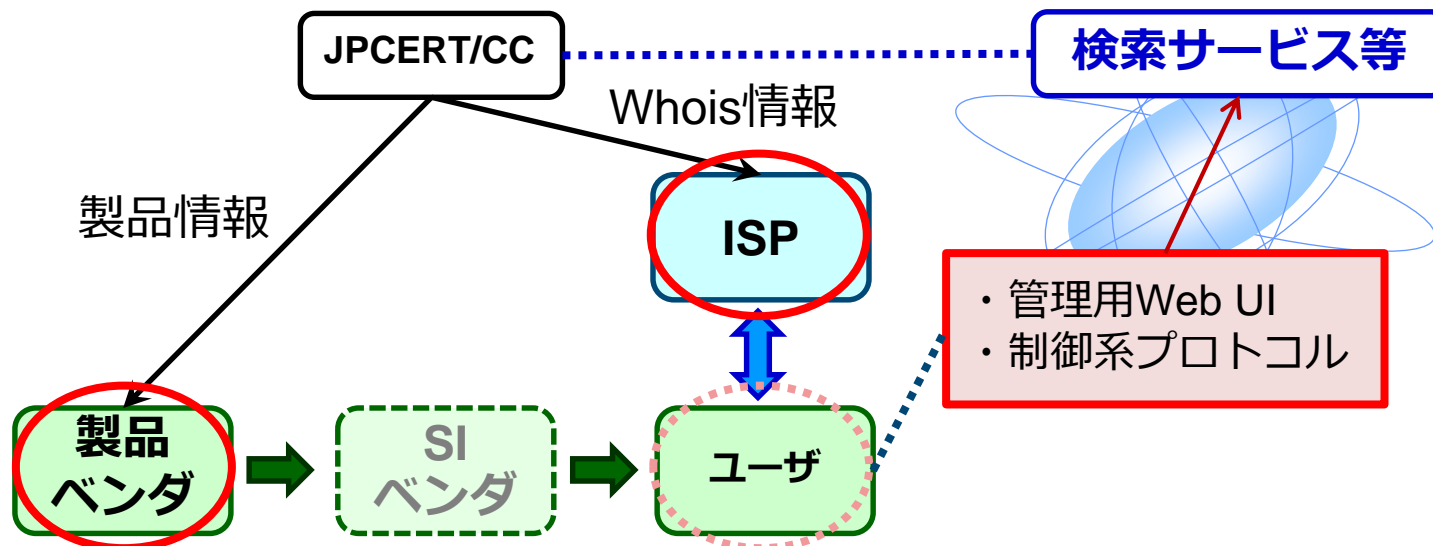 JPCERT/CC
検索サービス等
Whois情報
製品情報
ISP
・管理用Web UI
・制御系プロトコル
製品
ベンダ
SI
ベンダ
ユーザ